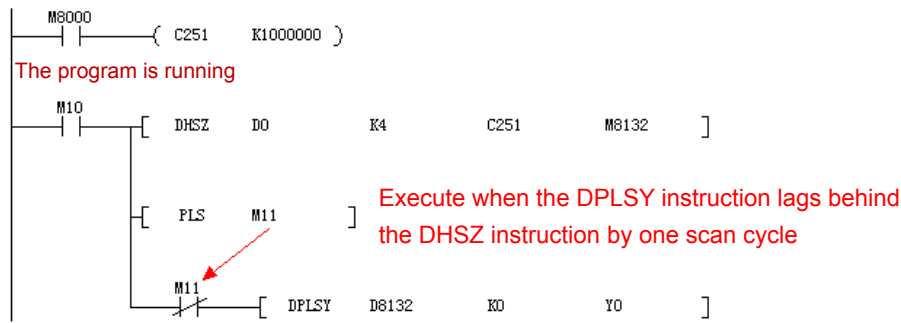 M8000
( C251 K1000000 )
The program is running
M10
[ DHSZ D0 K4 C251 M8132 ]
[ PLS M11 ]
Execute when the DPLSY instruction lags behind
the DHSZ instruction by one scan cycle
M11
[ DPLSY D8132 K0 Y0 ]